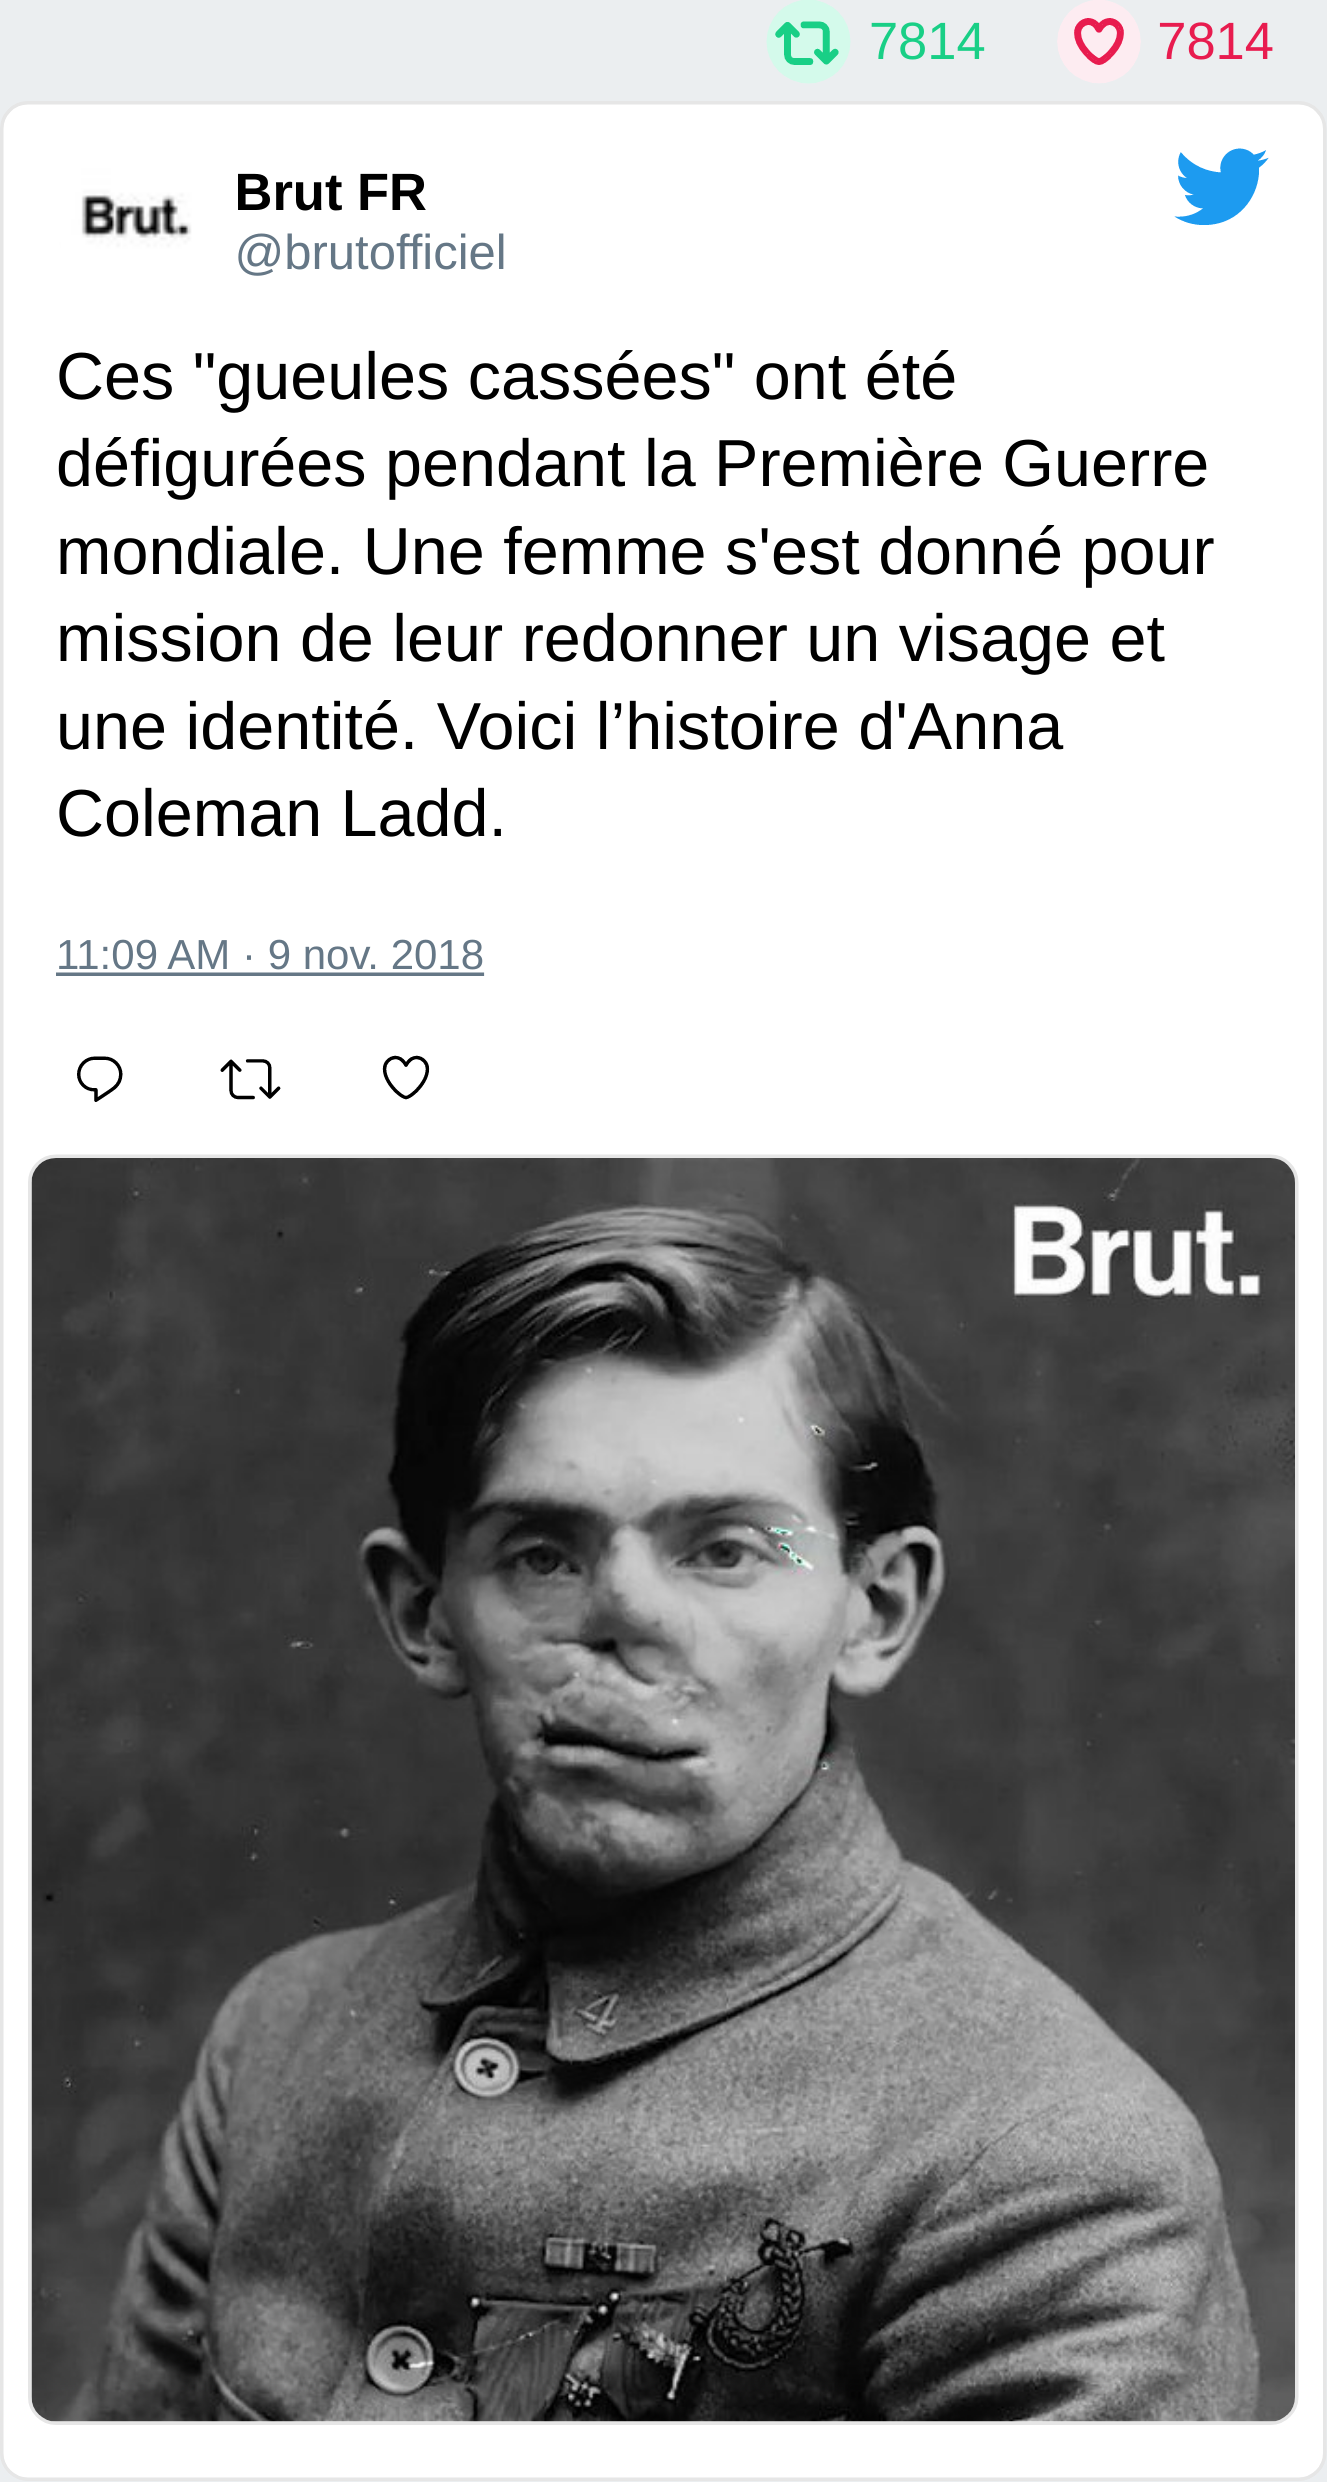 7814 7814
Brut.
Brut FR
@brutofficiel
Ces "gueules cassées" ont été
défigurées pendant la Première Guerre
mondiale. Une femme s'est donné pour
mission de leur redonner un visage et
une identité. Voici l’histoire d'Anna
Coleman Ladd.
11:09 AM · 9 nov. 2018
Brut.
4